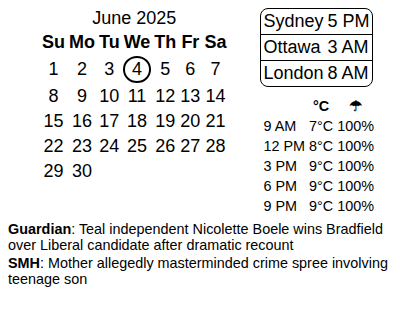 June 2025
Su Mo Tu We Th Fr Sa
1 2 3 4 5 6 7
8 9 10 11 12 13 14
15 16 17 18 19 20 21
22 23 24 25 26 27 28
29 30
Sydney 5 PM
Ottawa 3 AM
London 8 AM
°C ☂
9 AM 7°C 100%
12 PM 8°C 100%
3 PM 9°C 100%
6 PM 9°C 100%
9 PM 9°C 100%
Guardian: Teal independent Nicolette Boele wins Bradfield
over Liberal candidate after dramatic recount
SMH: Mother allegedly masterminded crime spree involving
teenage son